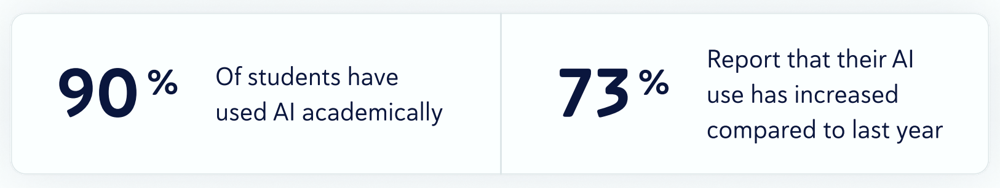 90%
Of students have
used AI academically
73%
Report that their AI
use has increased
compared to last year